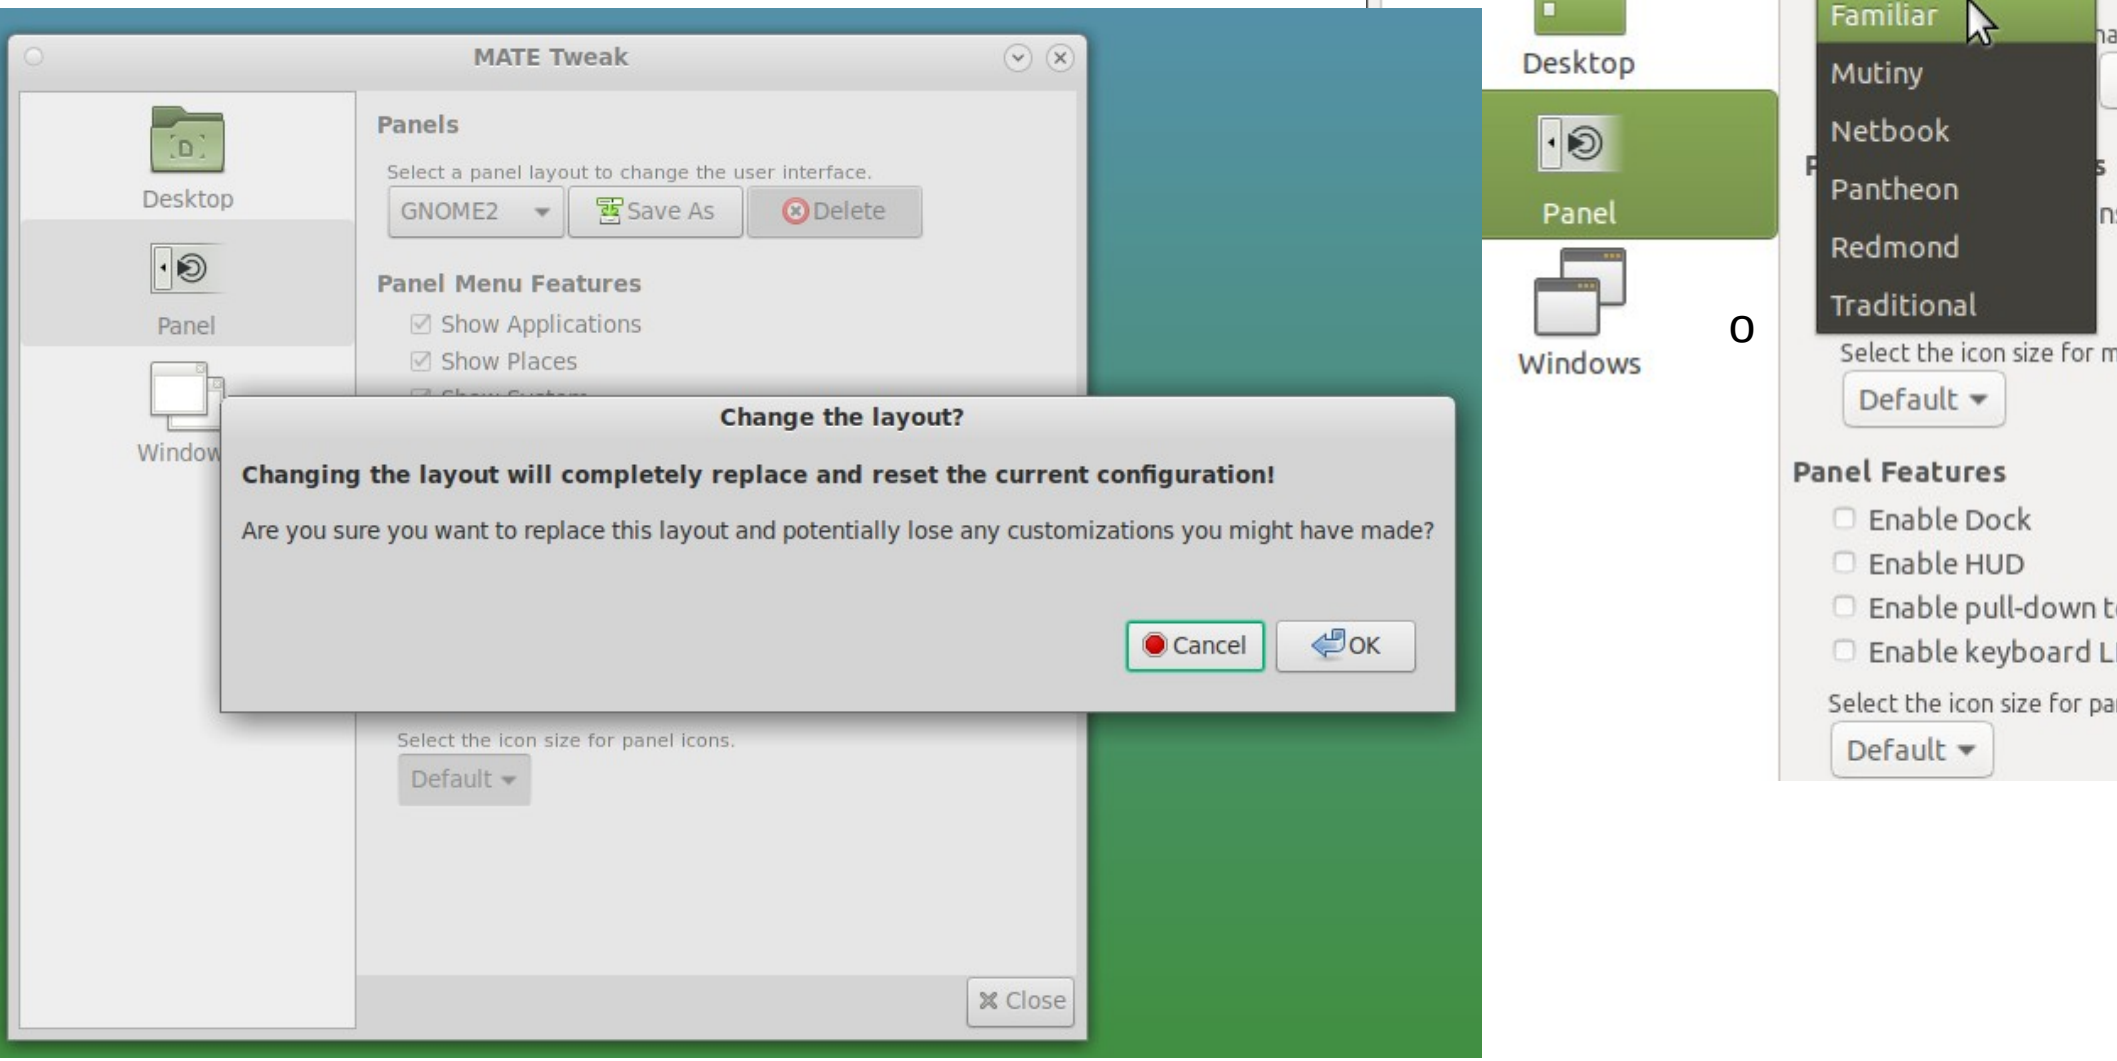 MATE Tweak
Desktop
Panel
Window
Panels
Select a panel layout to change the user interface.
GNOME2
Save As
Delete
Panel Menu Features
Show Applications
Show Places
Change the layout?
Changing the layout will completely replace and reset the current configuration!
Are you sure you want to replace this layout and potentially lose any customizations you might have made?
Cancel
OK
Select the icon size for panel icons.
Default
Close
Desktop
Panel
Windows
o
Familiar
Mutiny
Netbook
Pantheon
Redmond
Traditional
Select the icon size for m
Default
Panel Features
Enable Dock
Enable HUD
Enable pull-down
Enable keyboard
Select the icon size for
Default